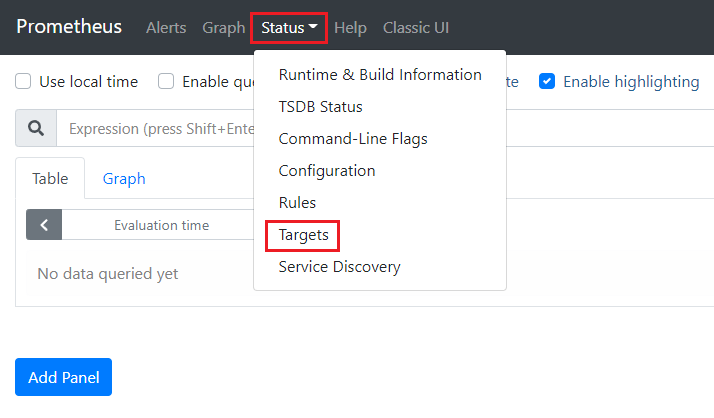 Prometheus Alerts Graph Status Help Classic UI
Runtime & Build Information
Use local time Enable que te Enable highlighting
TSDB Status
Expression (press Shift+Ente
Command-Line Flags
Configuration
Table Graph
Rules
Evaluation time
Targets
No data queried yet
Service Discovery
Add Panel